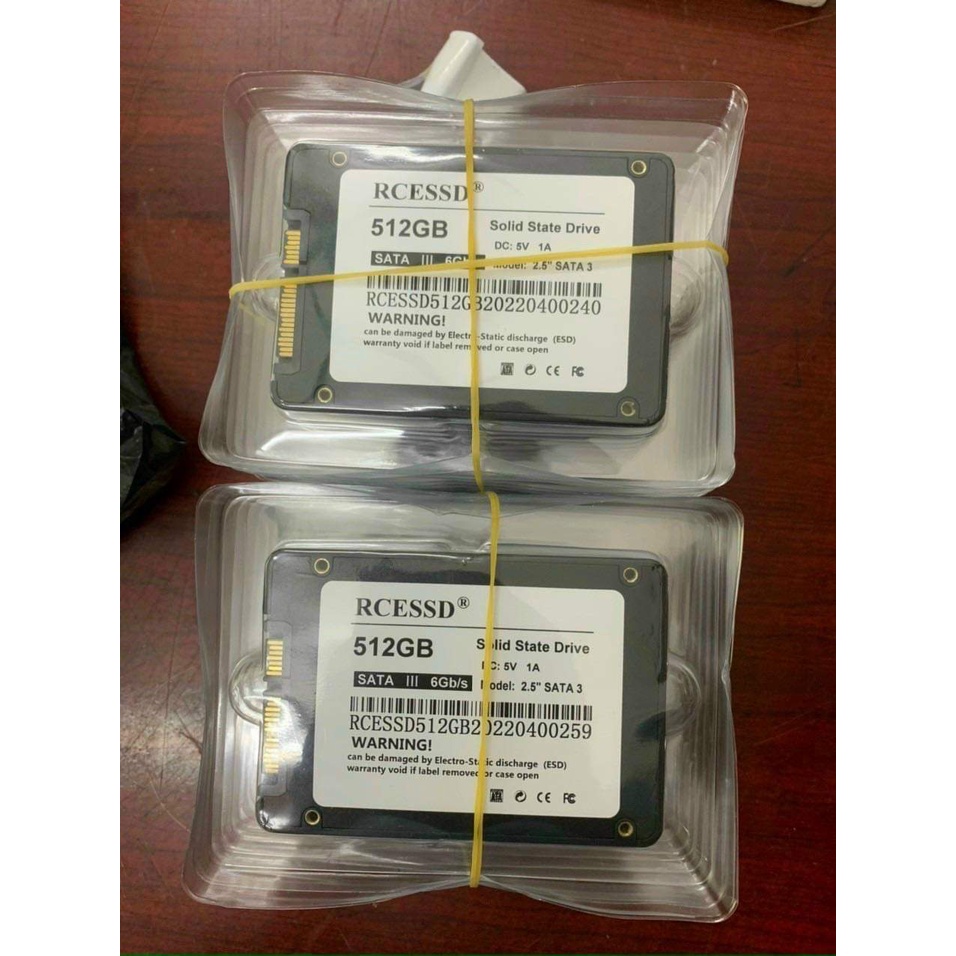 RCESSD®
512GB Solid State Drive
DC: 5V 1A
SATA III Model: 2.5" SATA 3
RCESSD512GB20220400240
WARNING!
can be damaged by Electro-Static discharge (ESD)
warranty void if label removed or case open
CE FC
RCESSD®
512GB Solid State Drive
DC: 5V 1A
SATA III 6Gb/s Model: 2.5" SATA 3
RCESSD512GB20220400259
WARNING!
can be damaged by Electro-Static discharge (ESD)
warranty void if label removed or case open
CE FC